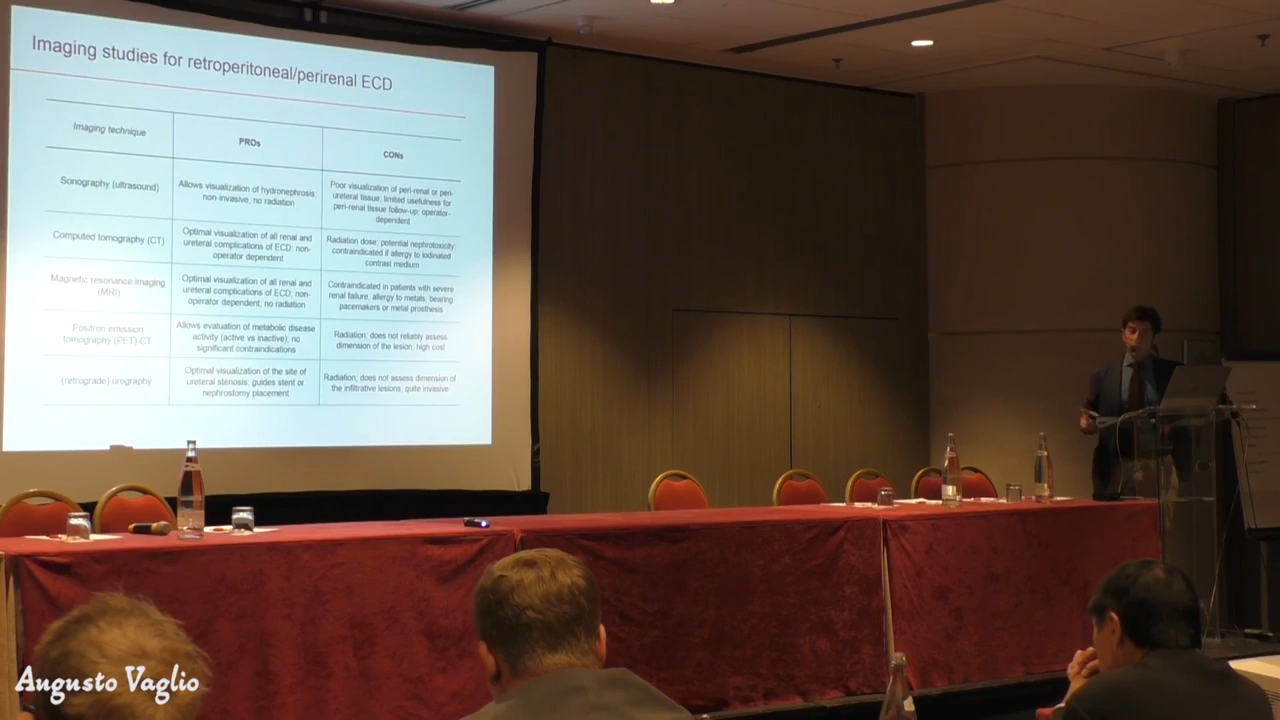 Imaging studies for retroperitoneal/perirenal ECD
Imaging technique
PROs
CONs
Sonography (ultrasound)
Allows visualization of hydronephrosis;
non-invasive, no radiation
Poor visualization of peri-renal or peri-
ureteral tissue; limited usefulness for
peri-renal tissue follow-up; operator-
dependent
Computed tomography (CT)
Optimal visualization of all renal and
ureteral complications of ECD; non-
operator dependent
Radiation dose; potential nephrotoxicity;
contraindicated if allergy to iodinated
contrast medium
Magnetic resonance imaging
(MRI)
Optimal visualization of all renal and
ureteral complications of ECD; non-
operator dependent; no radiation
Contraindicated in patients with severe
renal failure, allergy to metals, bearing
pacemakers or metal prosthesis
Positron emission
tomography (PET)-CT
Allows evaluation of metabolic disease
activity (active vs inactive); no
significant contraindications
Radiation; does not reliably assess
dimension of the lesion; high cost
(retrograde) urography
Optimal visualization of the site of
ureteral stenosis; guides stent or
nephrostomy placement
Radiation; does not assess dimension of
the infiltrative lesions; quite invasive
Augusto Vaglio